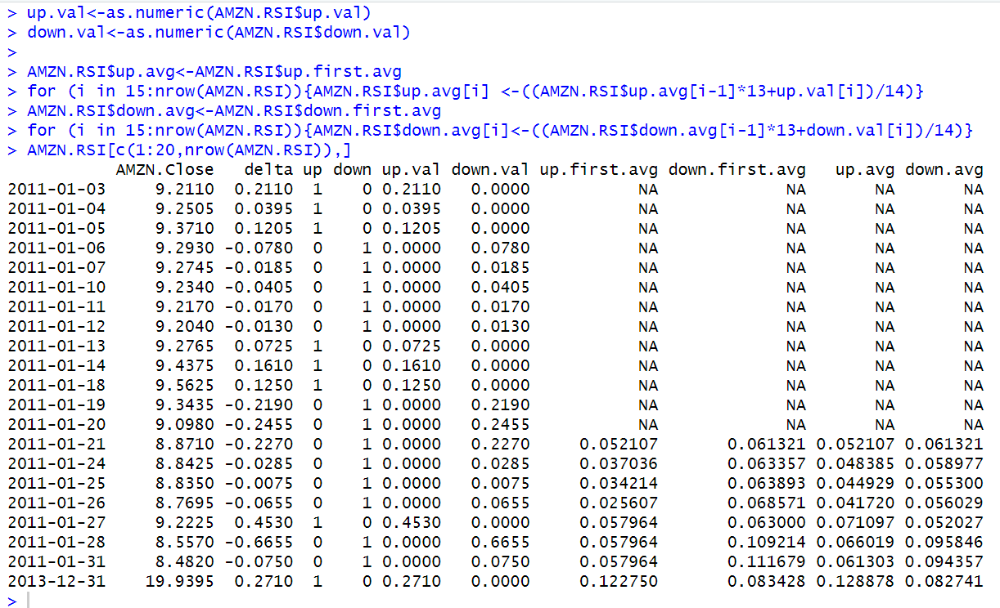 > up.val<-as.numeric(AMZN.RSI$up.val)
> down.val<-as.numeric(AMZN.RSI$down.val)
>
> AMZN.RSI$up.avg<-AMZN.RSI$up.first.avg
> for (i in 15:nrow(AMZN.RSI)){AMZN.RSI$up.avg[i] <-((AMZN.RSI$up.avg[i-1]*13+up.val[i])/14)}
> AMZN.RSI$down.avg<-AMZN.RSI$down.first.avg
> for (i in 15:nrow(AMZN.RSI)){AMZN.RSI$down.avg[i]<-((AMZN.RSI$down.avg[i-1]*13+down.val[i])/14)}
> AMZN.RSI[c(1:20,nrow(AMZN.RSI)),]
AMZN.Close delta up down up.val down.val up.first.avg down.first.avg up.avg down.avg
2011-01-03 9.2110 0.2110 1 0 0.2110 0.0000 NA NA NA NA
2011-01-04 9.2505 0.0395 1 0 0.0395 0.0000 NA NA NA NA
2011-01-05 9.3710 0.1205 1 0 0.1205 0.0000 NA NA NA NA
2011-01-06 9.2930 -0.0780 0 1 0.0000 0.0780 NA NA NA NA
2011-01-07 9.2745 -0.0185 0 1 0.0000 0.0185 NA NA NA NA
2011-01-10 9.2340 -0.0405 0 1 0.0000 0.0405 NA NA NA NA
2011-01-11 9.2170 -0.0170 0 1 0.0000 0.0170 NA NA NA NA
2011-01-12 9.2040 -0.0130 0 1 0.0000 0.0130 NA NA NA NA
2011-01-13 9.2765 0.0725 1 0 0.0725 0.0000 NA NA NA NA
2011-01-14 9.4375 0.1610 1 0 0.1610 0.0000 NA NA NA NA
2011-01-18 9.5625 0.1250 1 0 0.1250 0.0000 NA NA NA NA
2011-01-19 9.3435 -0.2190 0 1 0.0000 0.2190 NA NA NA NA
2011-01-20 9.0980 -0.2455 0 1 0.0000 0.2455 NA NA NA NA
2011-01-21 8.8710 -0.2270 0 1 0.0000 0.2270 0.052107 0.061321 0.052107 0.061321
2011-01-24 8.8425 -0.0285 0 1 0.0000 0.0285 0.037036 0.063357 0.048385 0.058977
2011-01-25 8.8350 -0.0075 0 1 0.0000 0.0075 0.034214 0.063893 0.044929 0.055300
2011-01-26 8.7695 -0.0655 0 1 0.0000 0.0655 0.025607 0.068571 0.041720 0.056029
2011-01-27 9.2225 0.4530 1 0 0.4530 0.0000 0.057964 0.063000 0.071097 0.052027
2011-01-28 8.5570 -0.6655 0 1 0.0000 0.6655 0.057964 0.109214 0.066019 0.095846
2011-01-31 8.4820 -0.0750 0 1 0.0000 0.0750 0.057964 0.111679 0.061303 0.094357
2013-12-31 19.9395 0.2710 1 0 0.2710 0.0000 0.122750 0.083428 0.128878 0.082741
>